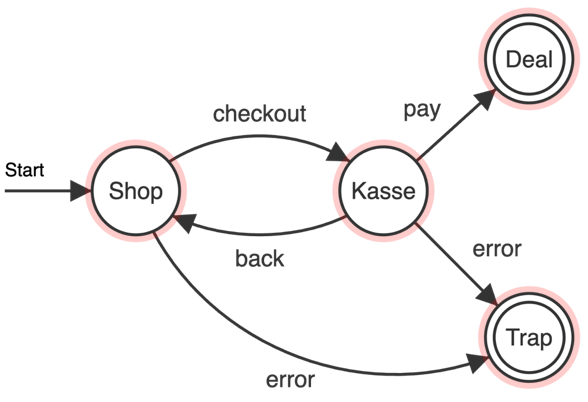 Deal
pay
checkout
Start
Shop
Kasse
back
error
Trap
error